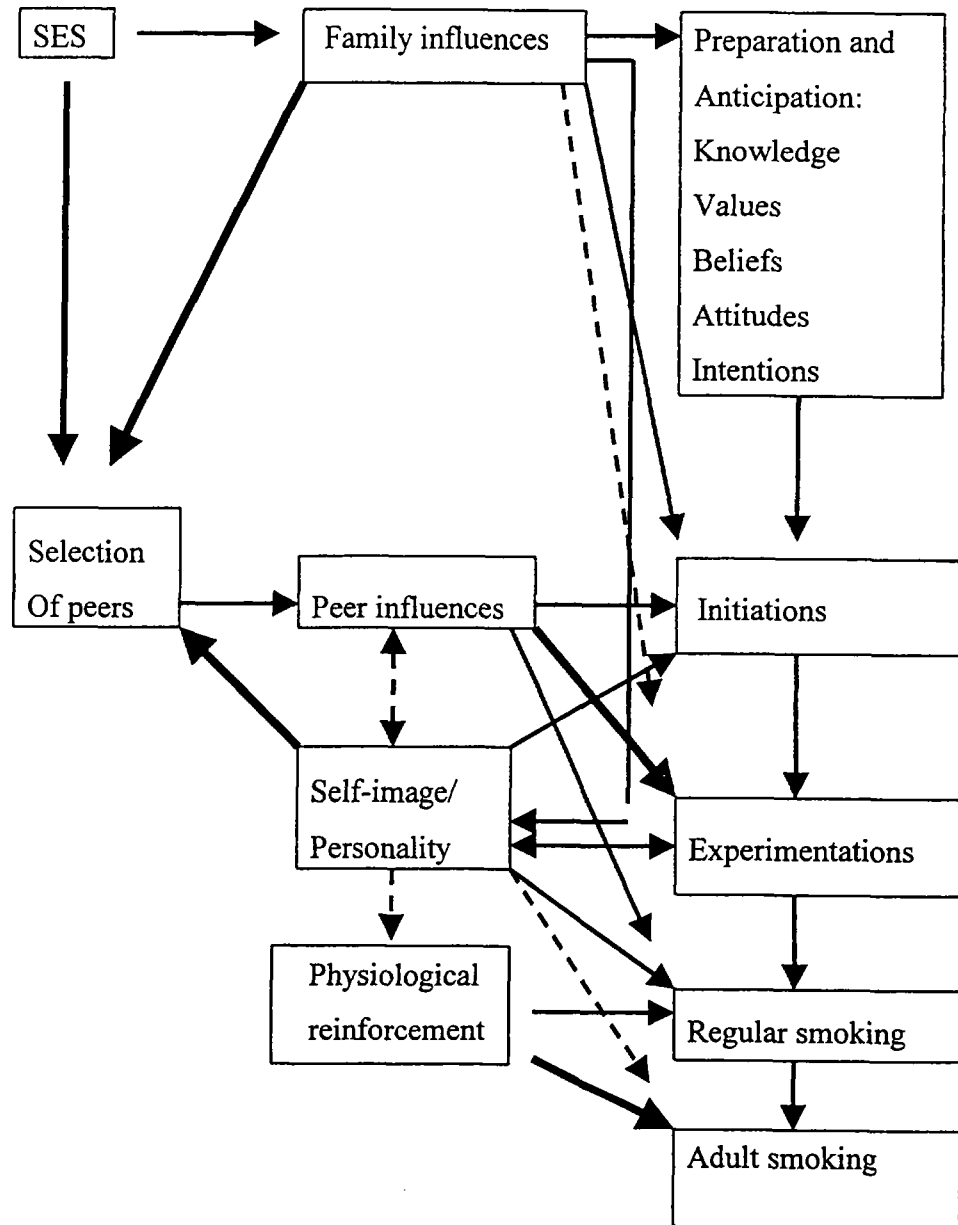 SES
Family influences
Preparation and
Anticipation:
Knowledge
Values
Beliefs
Attitudes
Intentions
Selection
Of peers
Peer influences
Initiations
Self-image/
Personality
Experimentations
Physiological
reinforcement
Regular smoking
Adult smoking